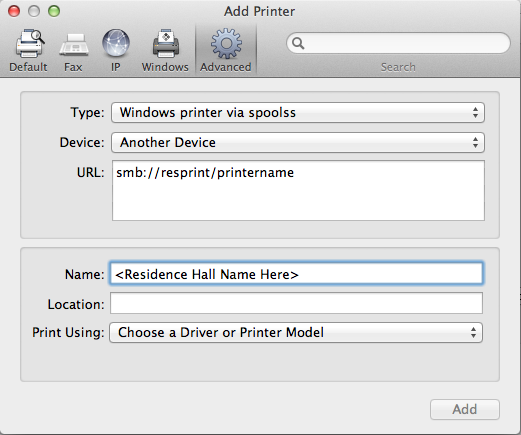 Add Printer
Default Fax IP Windows Advanced Search
Type: Windows printer via spoolss
Device: Another Device
URL: smb://resprint/printername
Name: <Residence Hall Name Here>
Location:
Print Using: Choose a Driver or Printer Model
Add